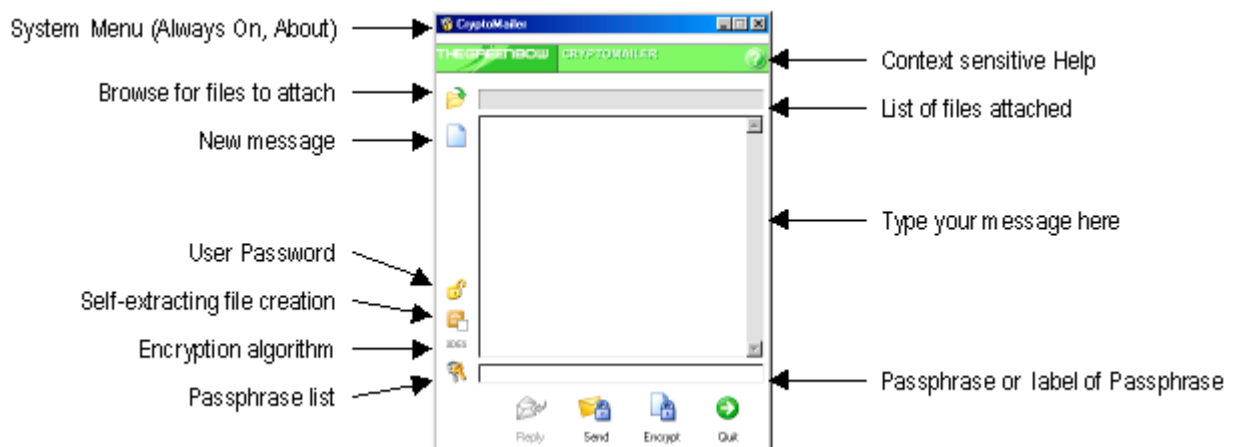 System Menu (Always On, About)
CryptoMailer
THEGREENBOW CRYPTOMAILER
Context sensitive Help
Browse for files to attach
List of files attached
New message
Type your message here
User Password
Self-extracting file creation
Encryption algorithm
3DES
Passphrase list
Passphrase or label of Passphrase
Reply Send Encrypt Quit